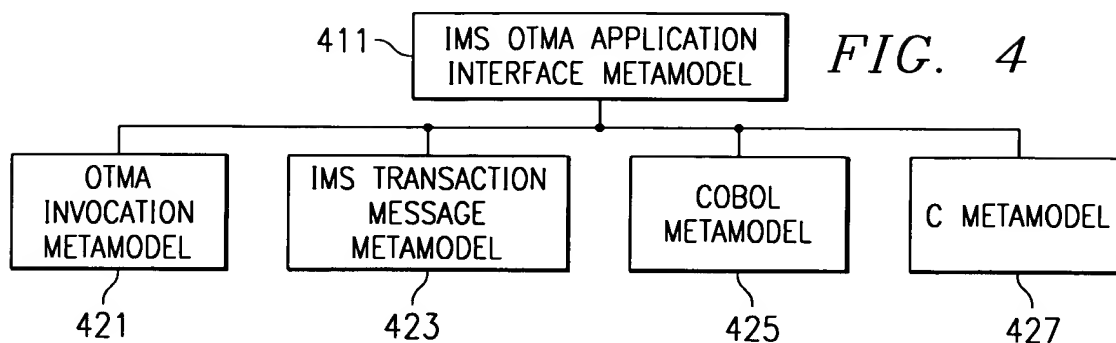 411
IMS OTMA APPLICATION
INTERFACE METAMODEL
FIG. 4
OTMA
INVOCATION
METAMODEL
IMS TRANSACTION
MESSAGE
METAMODEL
COBOL
METAMODEL
C METAMODEL
421
423
425
427